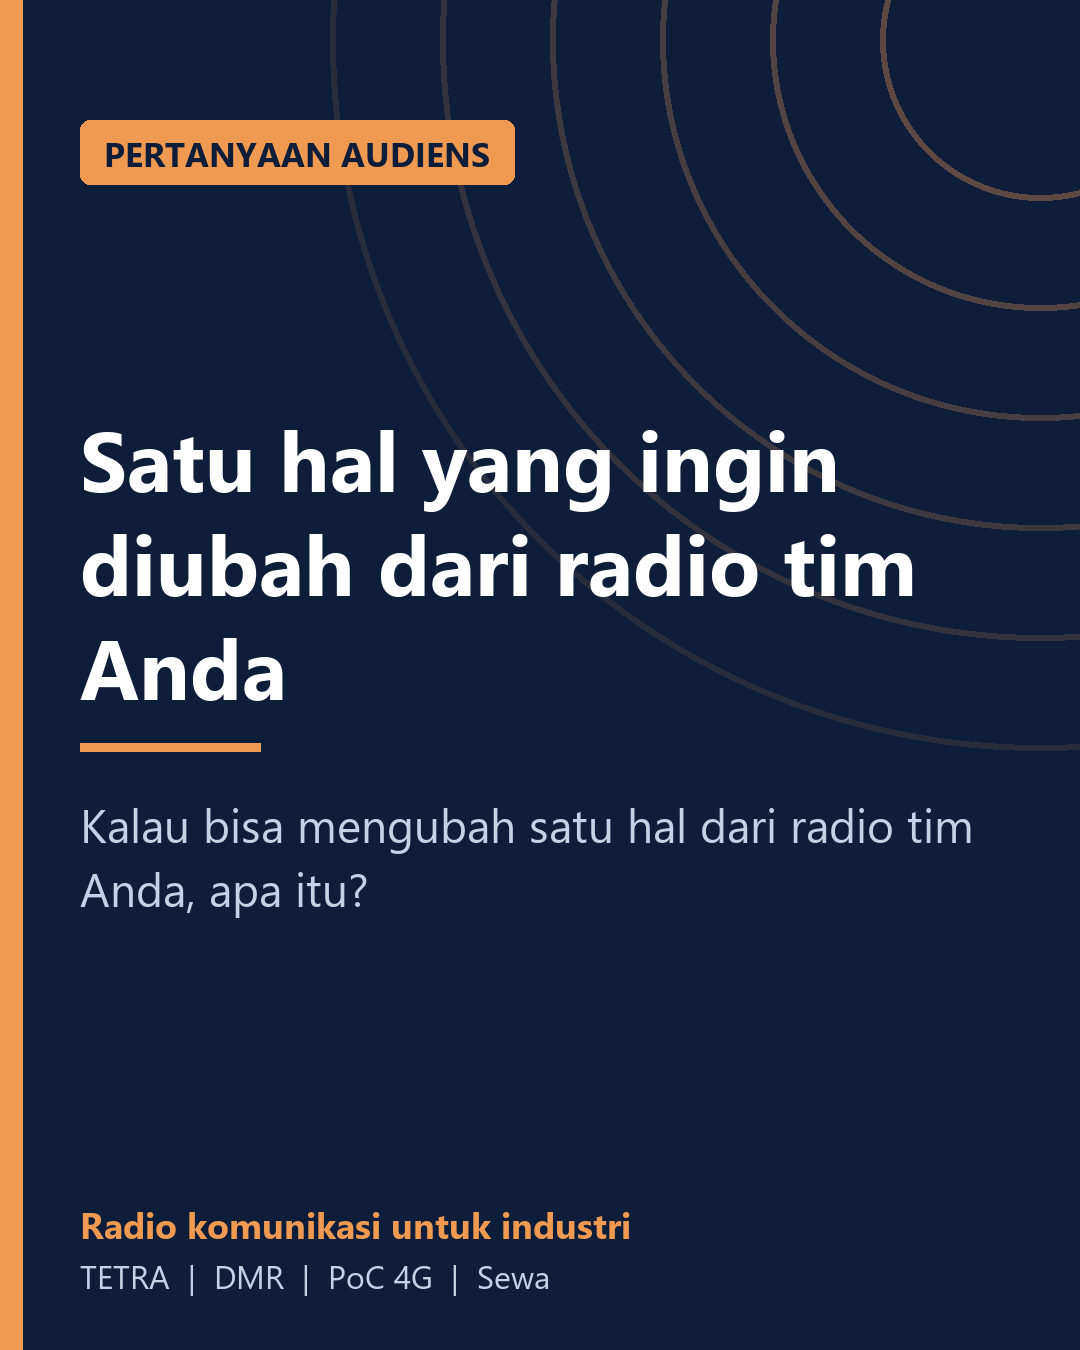 PERTANYAAN AUDIENS
Satu hal yang ingin
diubah dari radio tim
Anda
Kalau bisa mengubah satu hal dari radio tim
Anda, apa itu?
Radio komunikasi untuk industri
TETRA | DMR | PoC 4G | Sewa